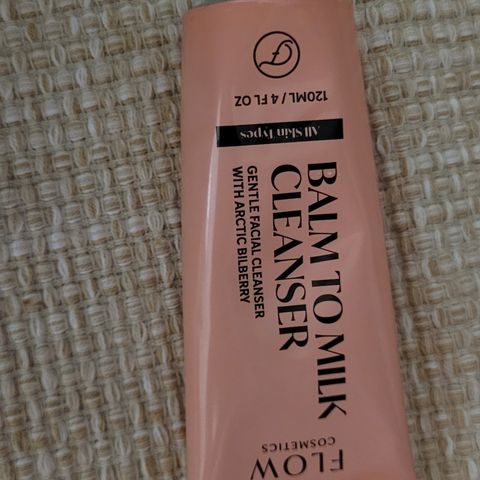 FLOW
COSMETICS
BALM TO MILK
CLEANSER
GENTLE FACIAL CLEANSER
WITH ARCTIC BILBERRY
All Skin Types
120ML / 4 FL OZ